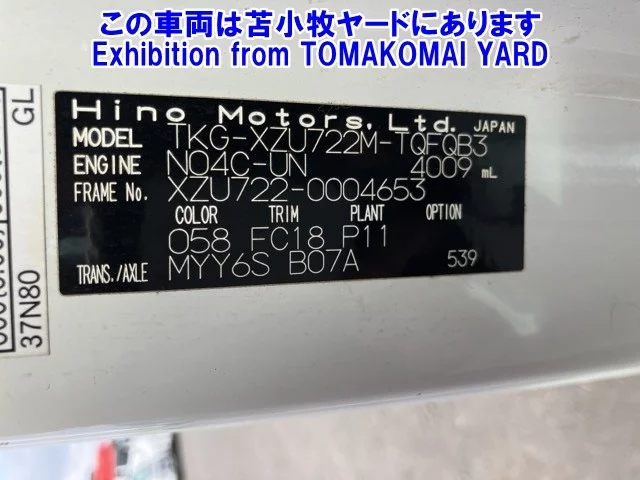 この車両は苫小牧ヤードにあります
Exhibition from TOMAKOMAI YARD
Hino Motors, Ltd. JAPAN
MODEL TKG-XZU722M-TQFQB3
ENGINE N04C-UN 4009 mL
FRAME No. XZU722-0004653
COLOR TRIM PLANT OPTION
058 FC18 P11
TRANS./AXLE MYY6S B07A 539
GL
37N80